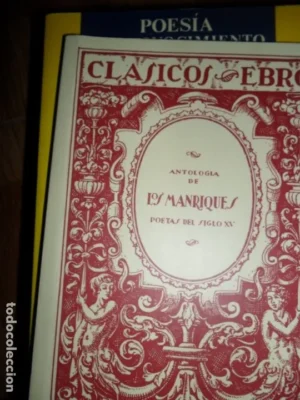 POESÍA
CLASICOS EBRO
ANTOLOGIA
DE
LOS MANRIQUES
POETAS DEL SIGLO XV
todocoleccion